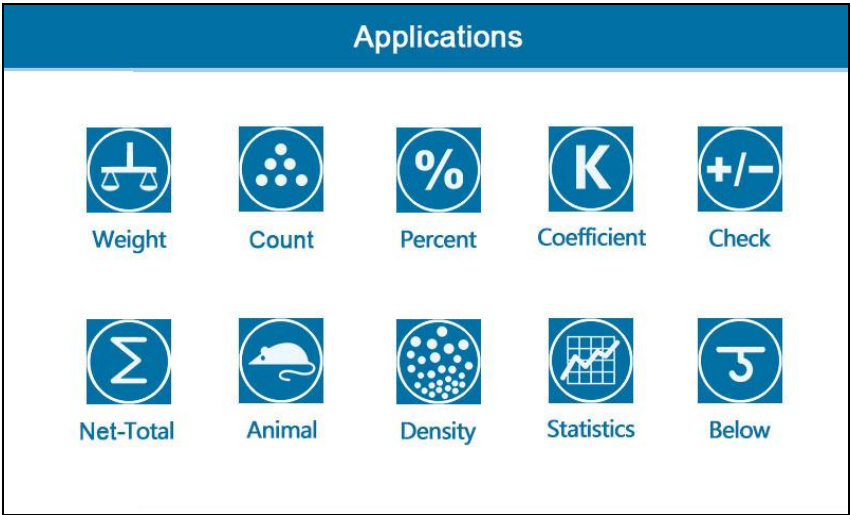 Applications
% K +/−
Weight Count Percent Coefficient Check
Σ
Net-Total Animal Density Statistics Below